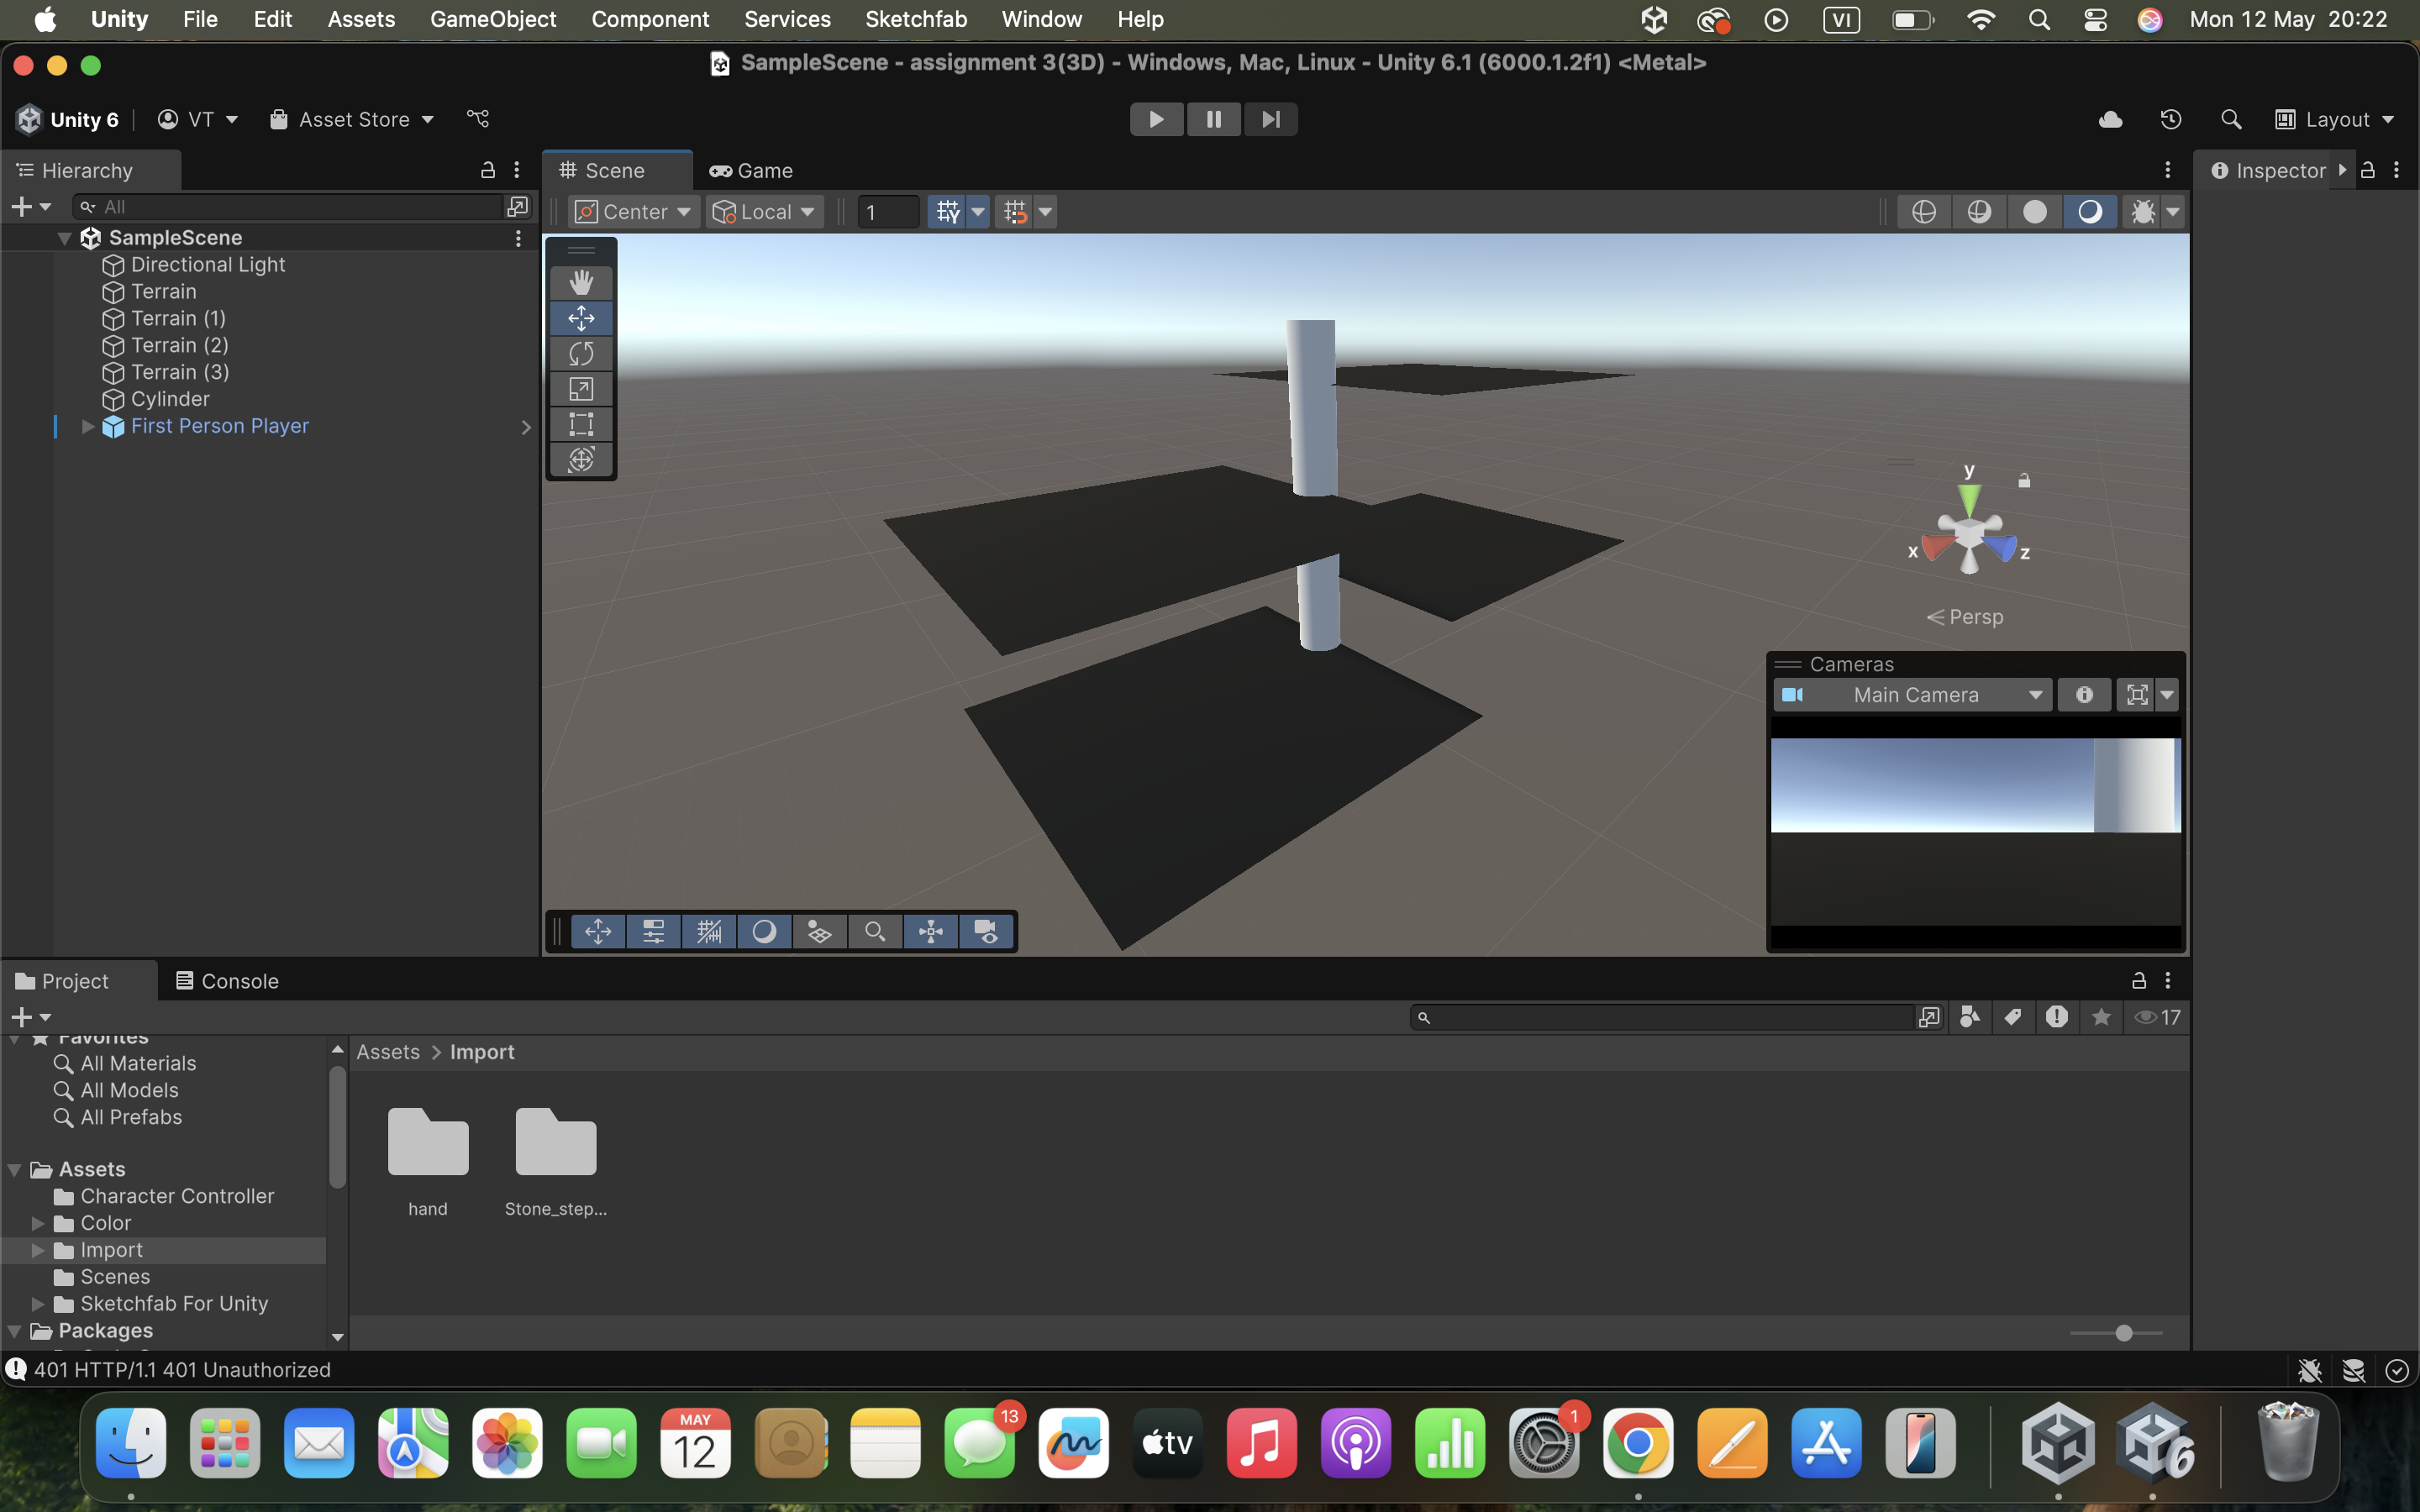 Unity File Edit Assets GameObject Component Services Sketchfab Window Help VI Mon 12 May 20:22
SampleScene - assignment 3(3D) - Windows, Mac, Linux - Unity 6.1 (6000.1.2f1) <Metal>
Unity 6 VT Asset Store Layout
Hierarchy Scene Game Inspector
All Center Local 1
SampleScene
Directional Light
Terrain
Terrain (1)
Terrain (2)
Terrain (3)
Cylinder
First Person Player
y
x z
Persp
Cameras
Main Camera
Project Console
17
Favorites
All Materials
All Models
All Prefabs
Assets
Character Controller
Color
Import
Scenes
Sketchfab For Unity
Packages
Assets > Import
hand Stone_step...
401 HTTP/1.1 401 Unauthorized
13 1
MAY
12
tv
6